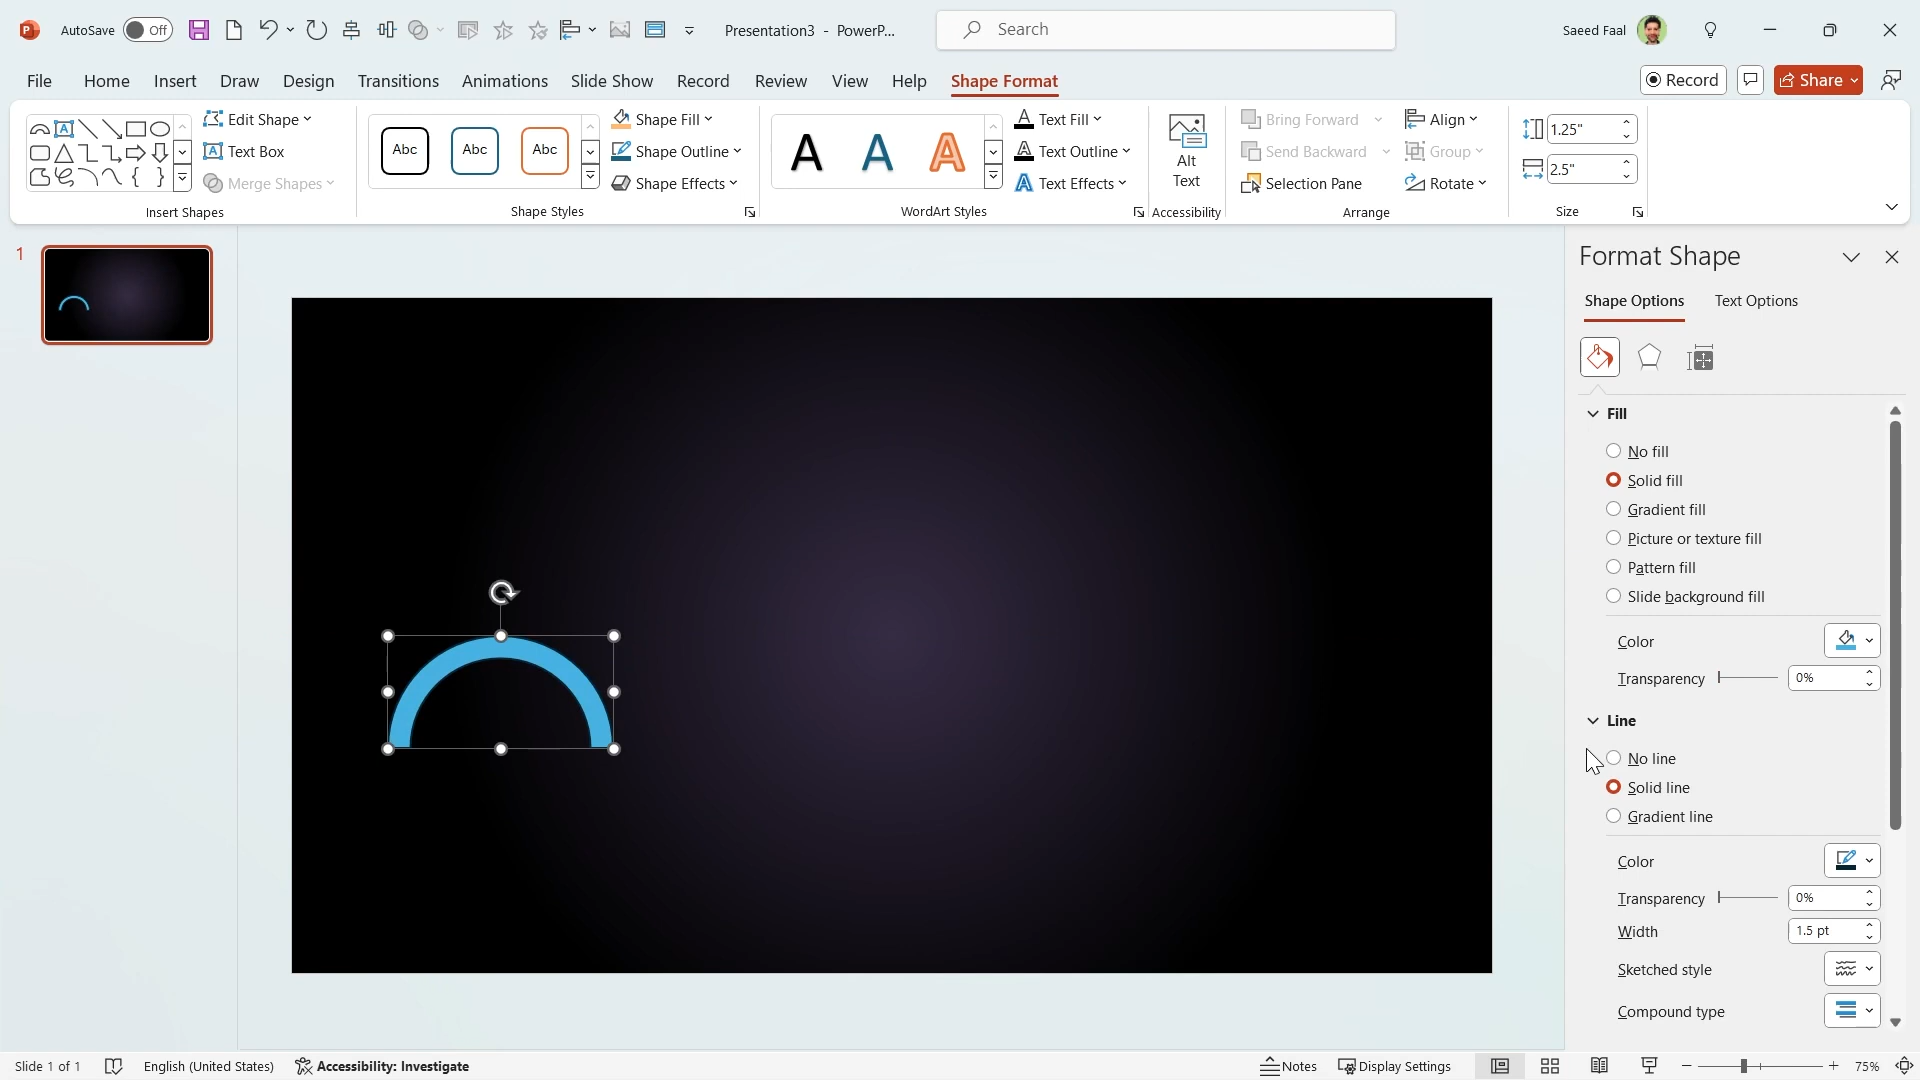 AutoSave Off Presentation3 - PowerP... Search Saeed Faal
File Home Insert Draw Design Transitions Animations Slide Show Record Review View Help Shape Format Record Share
Edit Shape
Text Box
Merge Shapes
Insert Shapes
Abc Abc Abc
Shape Fill
Shape Outline
Shape Effects
Shape Styles
A A A
Text Fill
Text Outline
Text Effects
WordArt Styles
Alt
Text
Accessibility
Bring Forward
Send Backward
Selection Pane
Align
Group
Rotate
Arrange
1.25"
2.5"
Size
1
Format Shape
Shape Options Text Options
Fill
No fill
Solid fill
Gradient fill
Picture or texture fill
Pattern fill
Slide background fill
Color
Transparency 0%
Line
No line
Solid line
Gradient line
Color
Transparency 0%
Width 1.5 pt
Sketched style
Compound type
Slide 1 of 1 English (United States) Accessibility: Investigate Notes Display Settings 75%